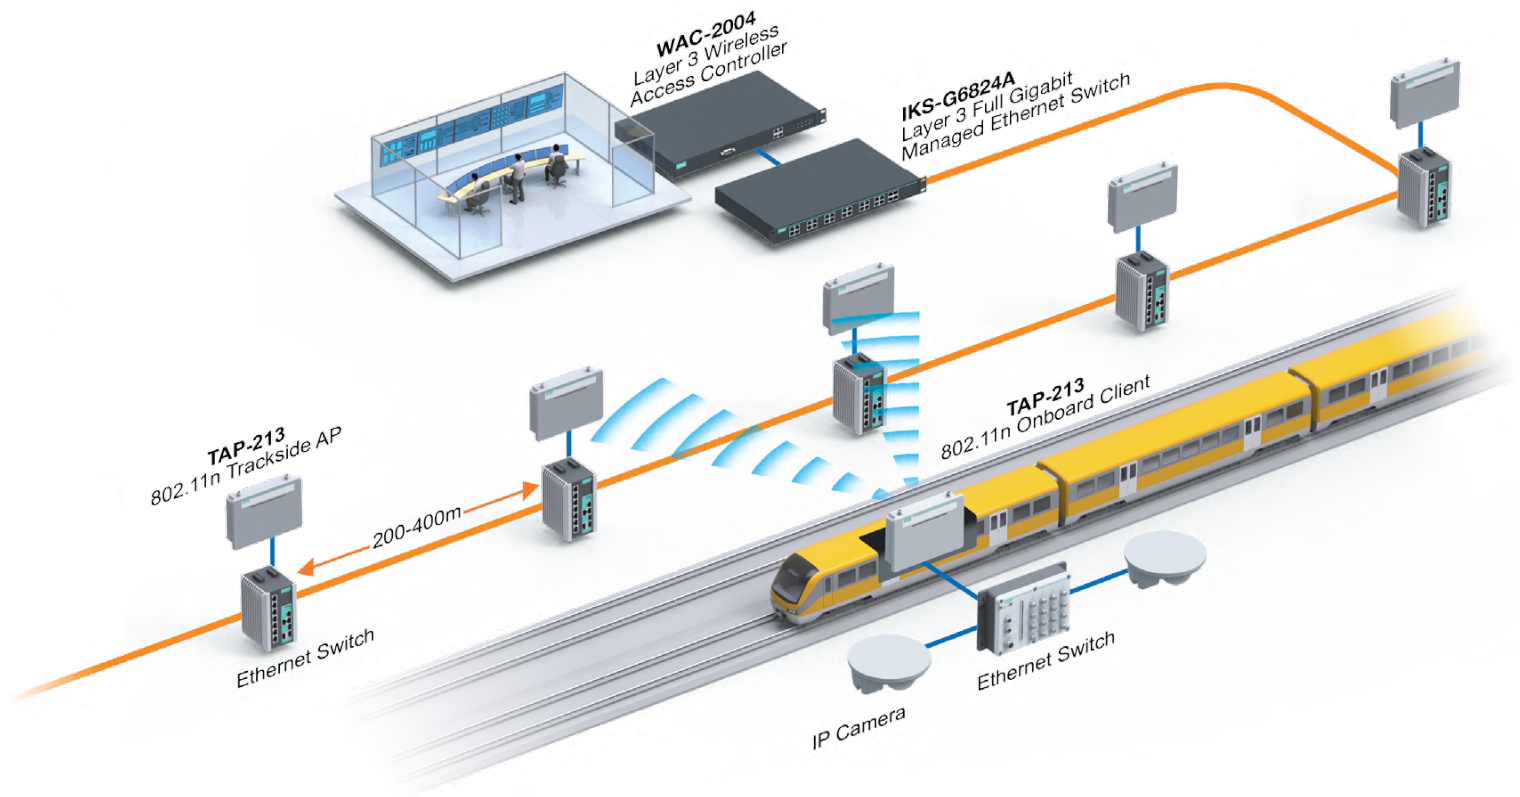 WAC-2004
Layer 3 Wireless
Access Controller
IKS-G6824A
Layer 3 Full Gigabit
Managed Ethernet Switch
TAP-213
802.11n Onboard Client
TAP-213
802.11n Trackside AP
200-400m
Ethernet Switch
Ethernet Switch
IP Camera